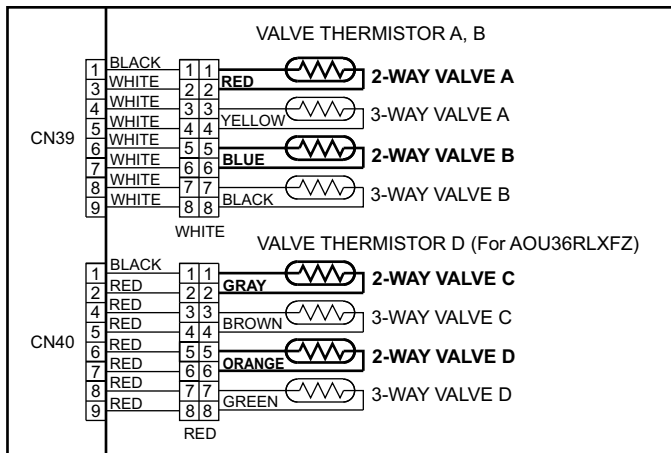 VALVE THERMISTOR A, B
BLACK
1 1 1 2-WAY VALVE A
WHITE RED
3 2 2
WHITE
4 3 3 3-WAY VALVE A
WHITE YELLOW
5 4 4
CN39
WHITE
6 5 5 2-WAY VALVE B
WHITE BLUE
7 6 6
WHITE
8 7 7 3-WAY VALVE B
WHITE BLACK
9 8 8
WHITE
VALVE THERMISTOR D (For AOU36RLXFZ)
BLACK
1 1 1 2-WAY VALVE C
RED GRAY
2 2 2
RED
4 3 3 3-WAY VALVE C
RED BROWN
5 4 4
CN40
RED
6 5 5 2-WAY VALVE D
RED ORANGE
7 6 6
RED
8 7 7 3-WAY VALVE D
RED GREEN
9 8 8
RED